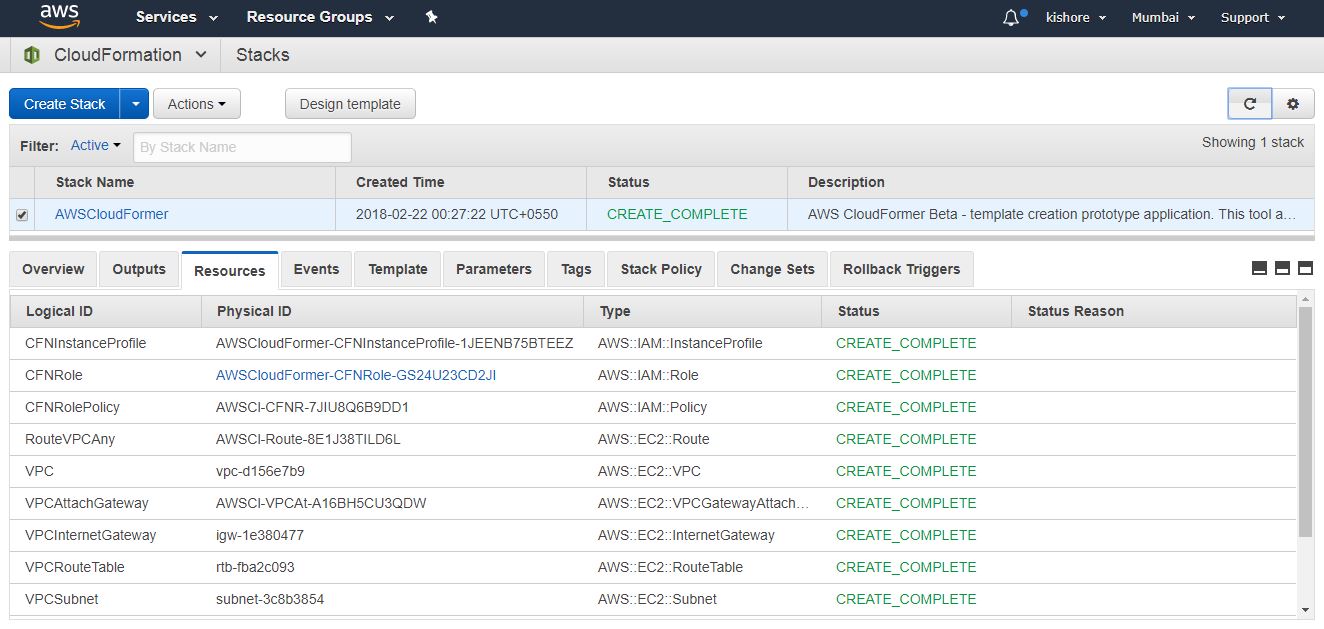 aws Services Resource Groups kishore Mumbai Support
CloudFormation Stacks
Create Stack Actions Design template
Filter: Active By Stack Name Showing 1 stack
Stack Name Created Time Status Description
AWSCloudFormer 2018-02-22 00:27:22 UTC+0550 CREATE_COMPLETE AWS CloudFormer Beta - template creation prototype application. This tool a...
Overview Outputs Resources Events Template Parameters Tags Stack Policy Change Sets Rollback Triggers
Logical ID Physical ID Type Status Status Reason
CFNInstanceProfile AWSCloudFormer-CFNInstanceProfile-1JEENB75BTEEZ AWS::IAM::InstanceProfile CREATE_COMPLETE
CFNRole AWSCloudFormer-CFNRole-GS24U23CD2JI AWS::IAM::Role CREATE_COMPLETE
CFNRolePolicy AWSCl-CFNR-7JIU8Q6B9DD1 AWS::IAM::Policy CREATE_COMPLETE
RouteVPCAny AWSCl-Route-8E1J38TILD6L AWS::EC2::Route CREATE_COMPLETE
VPC vpc-d156e7b9 AWS::EC2::VPC CREATE_COMPLETE
VPCAttachGateway AWSCl-VPCAt-A16BH5CU3QDW AWS::EC2::VPCGatewayAttach... CREATE_COMPLETE
VPCInternetGateway igw-1e380477 AWS::EC2::InternetGateway CREATE_COMPLETE
VPCRouteTable rtb-fba2c093 AWS::EC2::RouteTable CREATE_COMPLETE
VPCSubnet subnet-3c8b3854 AWS::EC2::Subnet CREATE_COMPLETE